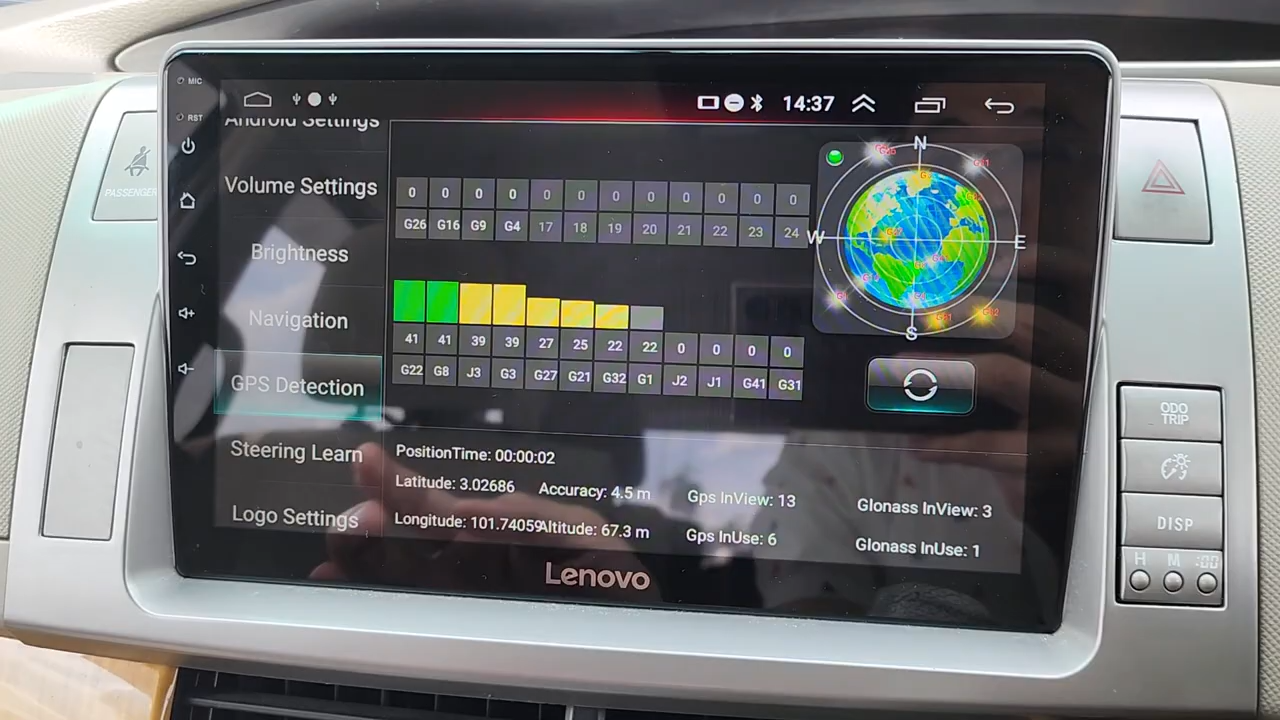 MIC
RST
14:37
Android Settings
Volume Settings
Brightness
Navigation
GPS Detection
Steering Learn
Logo Settings
0 0 0 0 0 0 0 0 0 0 0 0
G26 G16 G9 G4 17 18 19 20 21 22 23 24
41 41 39 39 27 25 22 22 0 0 0 0
G22 G8 J3 G3 G27 G21 G32 G1 J2 J1 G41 G31
N
W
E
S
PositionTime: 00:00:02
Latitude: 3.02686 Accuracy: 4.5 m Gps InView: 13 Glonass InView: 3
Longitude: 101.74059 Altitude: 67.3 m Gps InUse: 6 Glonass InUse: 1
Lenovo
PASSENGER
ODO
TRIP
DISP
H M :00